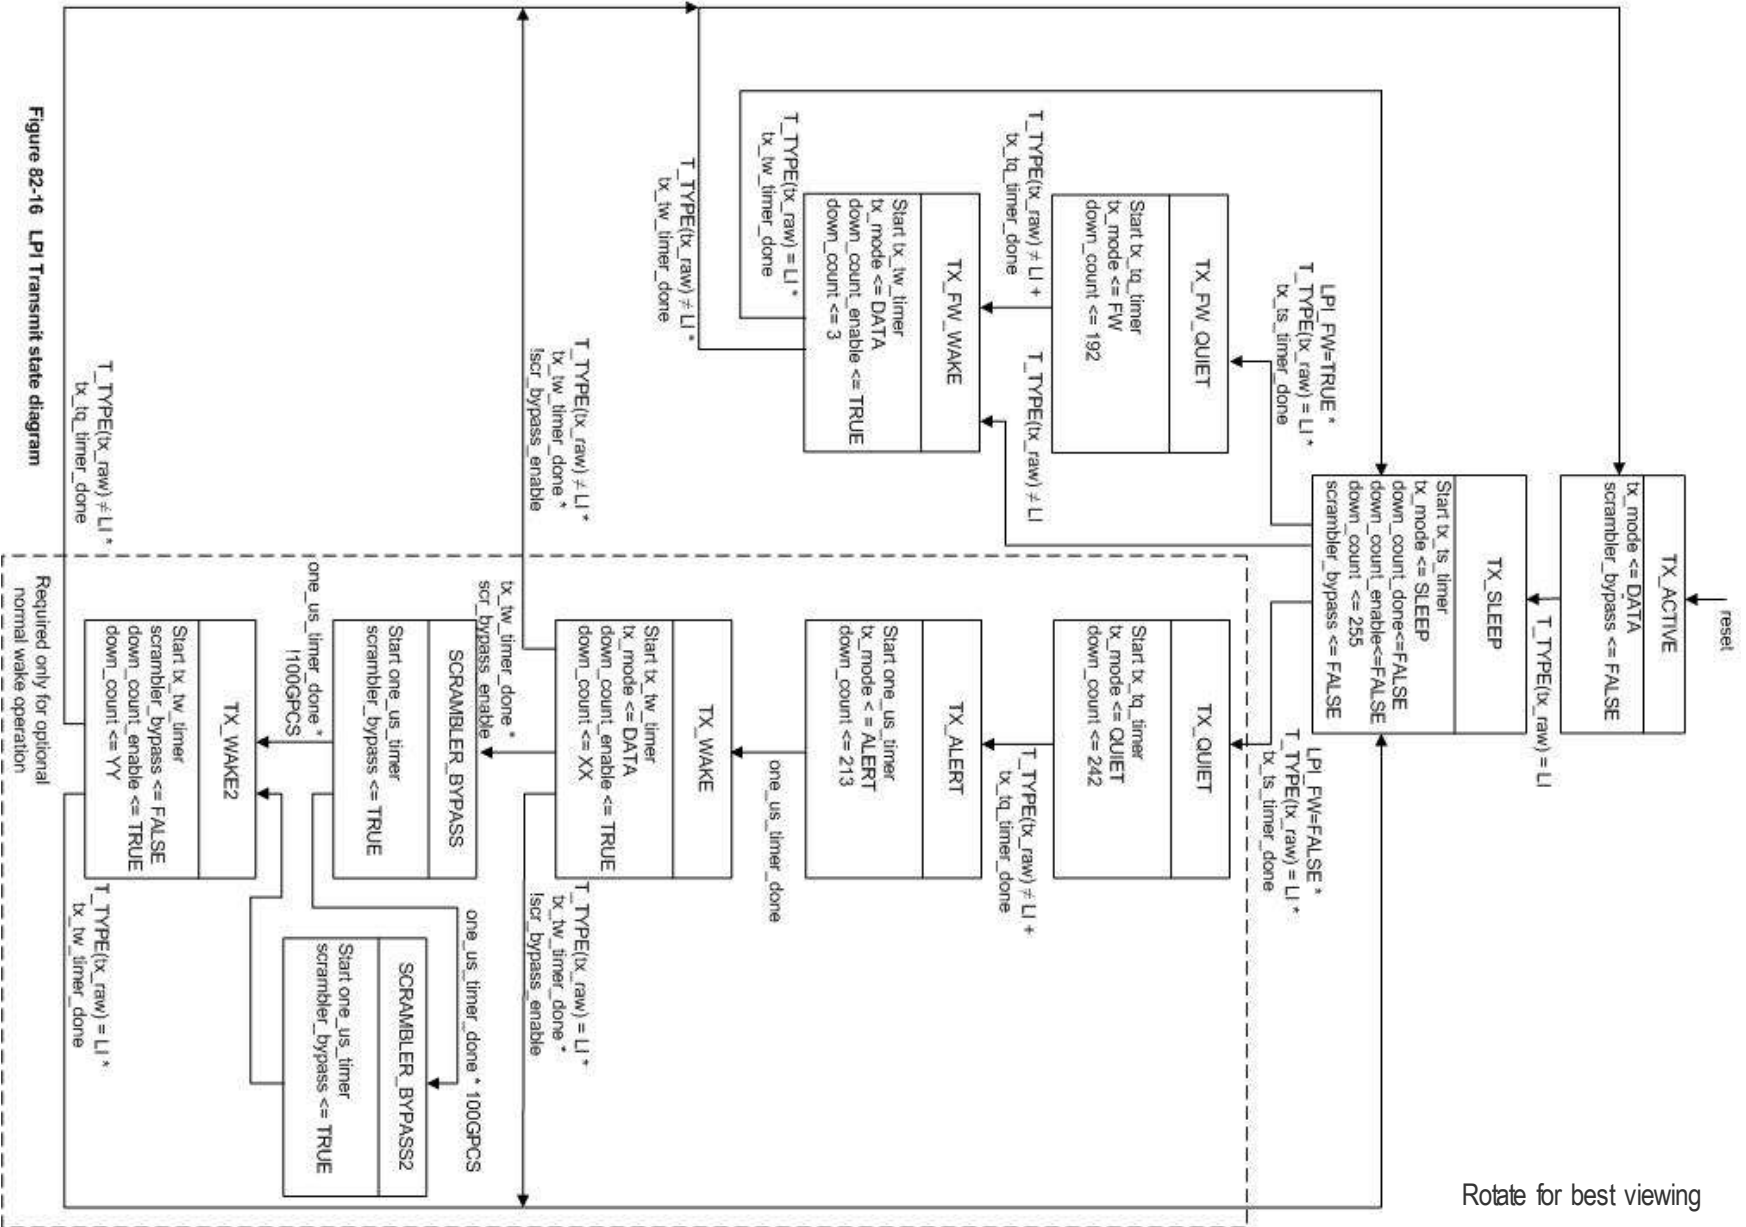 reset
TX_ACTIVE
tx_mode <= DATA
scrambler_bypass <= FALSE
T_TYPE(tx_raw) = LI
TX_SLEEP
Start tx_ts_timer
tx_mode <= SLEEP
down_count_done<=FALSE
down_count_enable<=FALSE
down_count <= 255
scrambler_bypass <= FALSE
LPI_FW=TRUE *
T_TYPE(tx_raw) = LI *
tx_ts_timer_done
LPI_FW=FALSE *
T_TYPE(tx_raw) = LI *
tx_ts_timer_done
TX_FW_QUIET
Start tx_tq_timer
tx_mode <= FW
down_count <= 192
T_TYPE(tx_raw) ≠ LI +
tx_tq_timer_done
T_TYPE(tx_raw) ≠ LI
TX_FW_WAKE
Start tx_tw_timer
tx_mode <= DATA
down_count_enable <= TRUE
down_count <= 3
T_TYPE(tx_raw) = LI *
tx_tw_timer_done
T_TYPE(tx_raw) ≠ LI *
tx_tw_timer_done
TX_QUIET
Start tx_tq_timer
tx_mode <= QUIET
down_count <= 242
T_TYPE(tx_raw) ≠ LI +
tx_tq_timer_done
TX_ALERT
Start one_us_timer
tx_mode < = ALERT
down_count <= 213
one_us_timer_done
TX_WAKE
Start tx_tw_timer
tx_mode <= DATA
down_count_enable <= TRUE
down_count <= XX
T_TYPE(tx_raw) ≠ LI *
tx_tw_timer_done *
!scr_bypass_enable
T_TYPE(tx_raw) = LI *
tx_tw_timer_done *
!scr_bypass_enable
tx_tw_timer_done *
scr_bypass_enable
SCRAMBLER_BYPASS
Start one_us_timer
scrambler_bypass <= TRUE
one_us_timer_done * 100GPCS
SCRAMBLER_BYPASS2
Start one_us_timer
scrambler_bypass <= TRUE
one_us_timer_done *
!100GPCS
TX_WAKE2
Start tx_tw_timer
scrambler_bypass <= FALSE
down_count_enable <= TRUE
down_count <= YY
T_TYPE(tx_raw) ≠ LI *
tx_tq_timer_done
T_TYPE(tx_raw) = LI *
tx_tw_timer_done
Required only for optional
normal wake operation
Figure 82-16 LPI Transmit state diagram
Rotate for best viewing